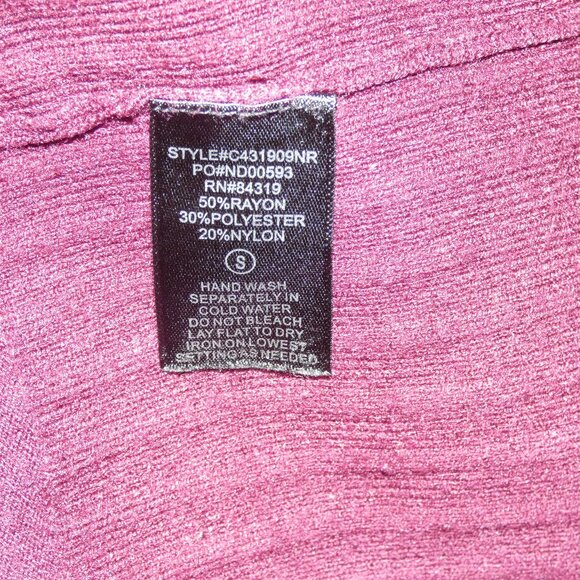 STYLE#C431909NR
PO#ND00593
RN#84319
50%RAYON
30%POLYESTER
20%NYLON
S
HAND WASH
SEPARATELY IN
COLD WATER
DO NOT BLEACH
LAY FLAT TO DRY
IRON ON LOWEST
SETTING AS NEEDED